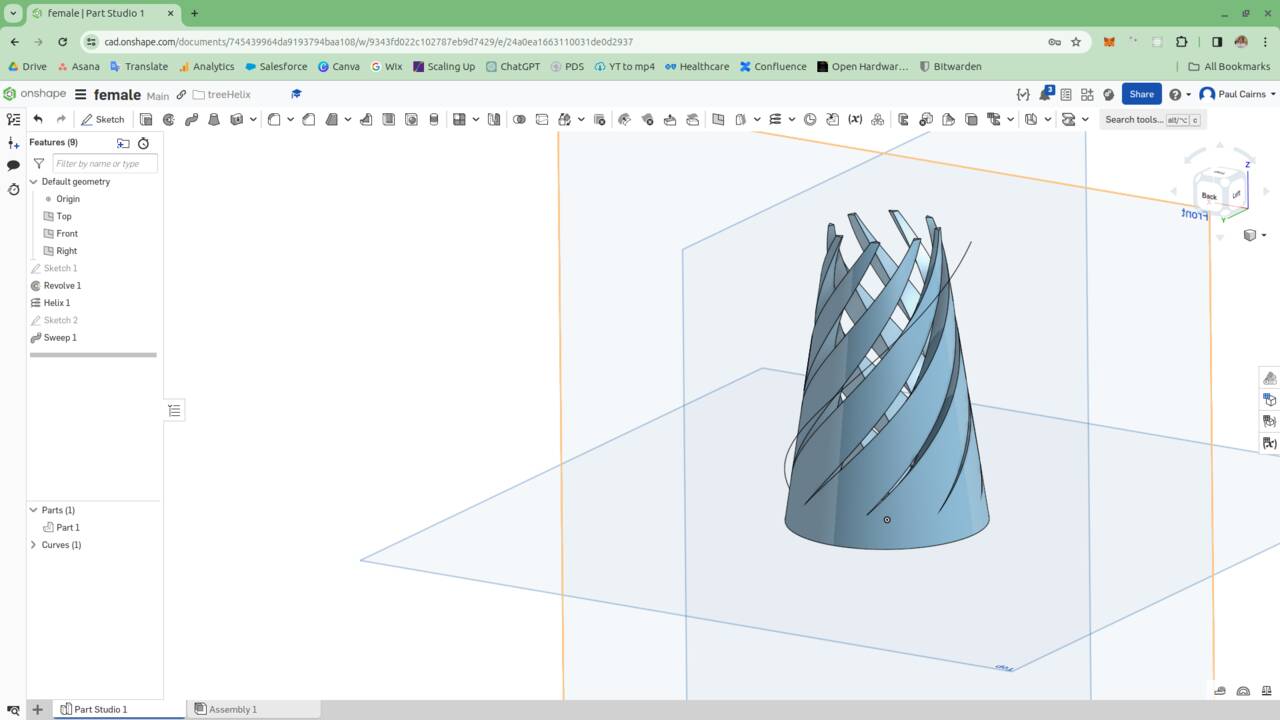 female | Part Studio 1
cad.onshape.com/documents/745439964da9193794baa108/w/9343fd022c102787eb9d7429/e/24a0ea1663110031de0d2937
Drive Asana Translate Analytics Salesforce Canva Wix Scaling Up ChatGPT PDS YT to mp4 Healthcare Confluence Open Hardwar... Bitwarden All Bookmarks
onshape female Main treeHelix 3 Share Paul Cairns
Sketch (x) Search tools... alt/⌥ c
Features (9)
Filter by name or type
Default geometry
Origin
Top
Front
Right
Sketch 1
Revolve 1
Helix 1
Sketch 2
Sweep 1
Parts (1)
Part 1
Curves (1)
Z
Back Left
Y
Front
Top
Part Studio 1 Assembly 1